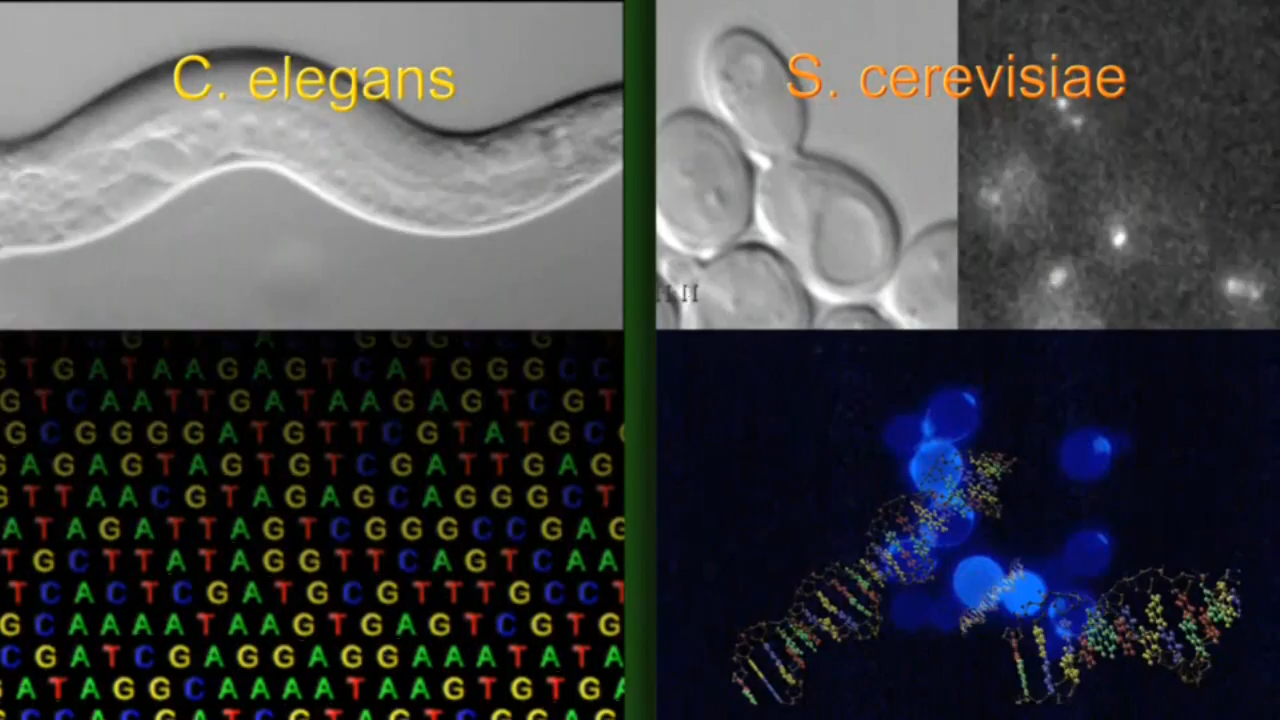 C. elegans
S. cerevisiae
T G A T A A G A G T C A T G G G C C
G T C A A T T G A T A A G A G T C G T
G C G G G G A T G T T C G T A T G C
G A G A G T A G T G T C G A T T G A G
G T T A A C G T A G A G C A G G G C T
A T A G A T T A G T C G G G C C G A G
T G C T T A T A G G T T C A G T C A A
T C A C T C G A T G C G T T T G C C T
G C A A A A T A A G T G A G T C G T G
C G A T C G A G G A G G A A A T A T A
A T A G G C A A A A T A A G T G T G A